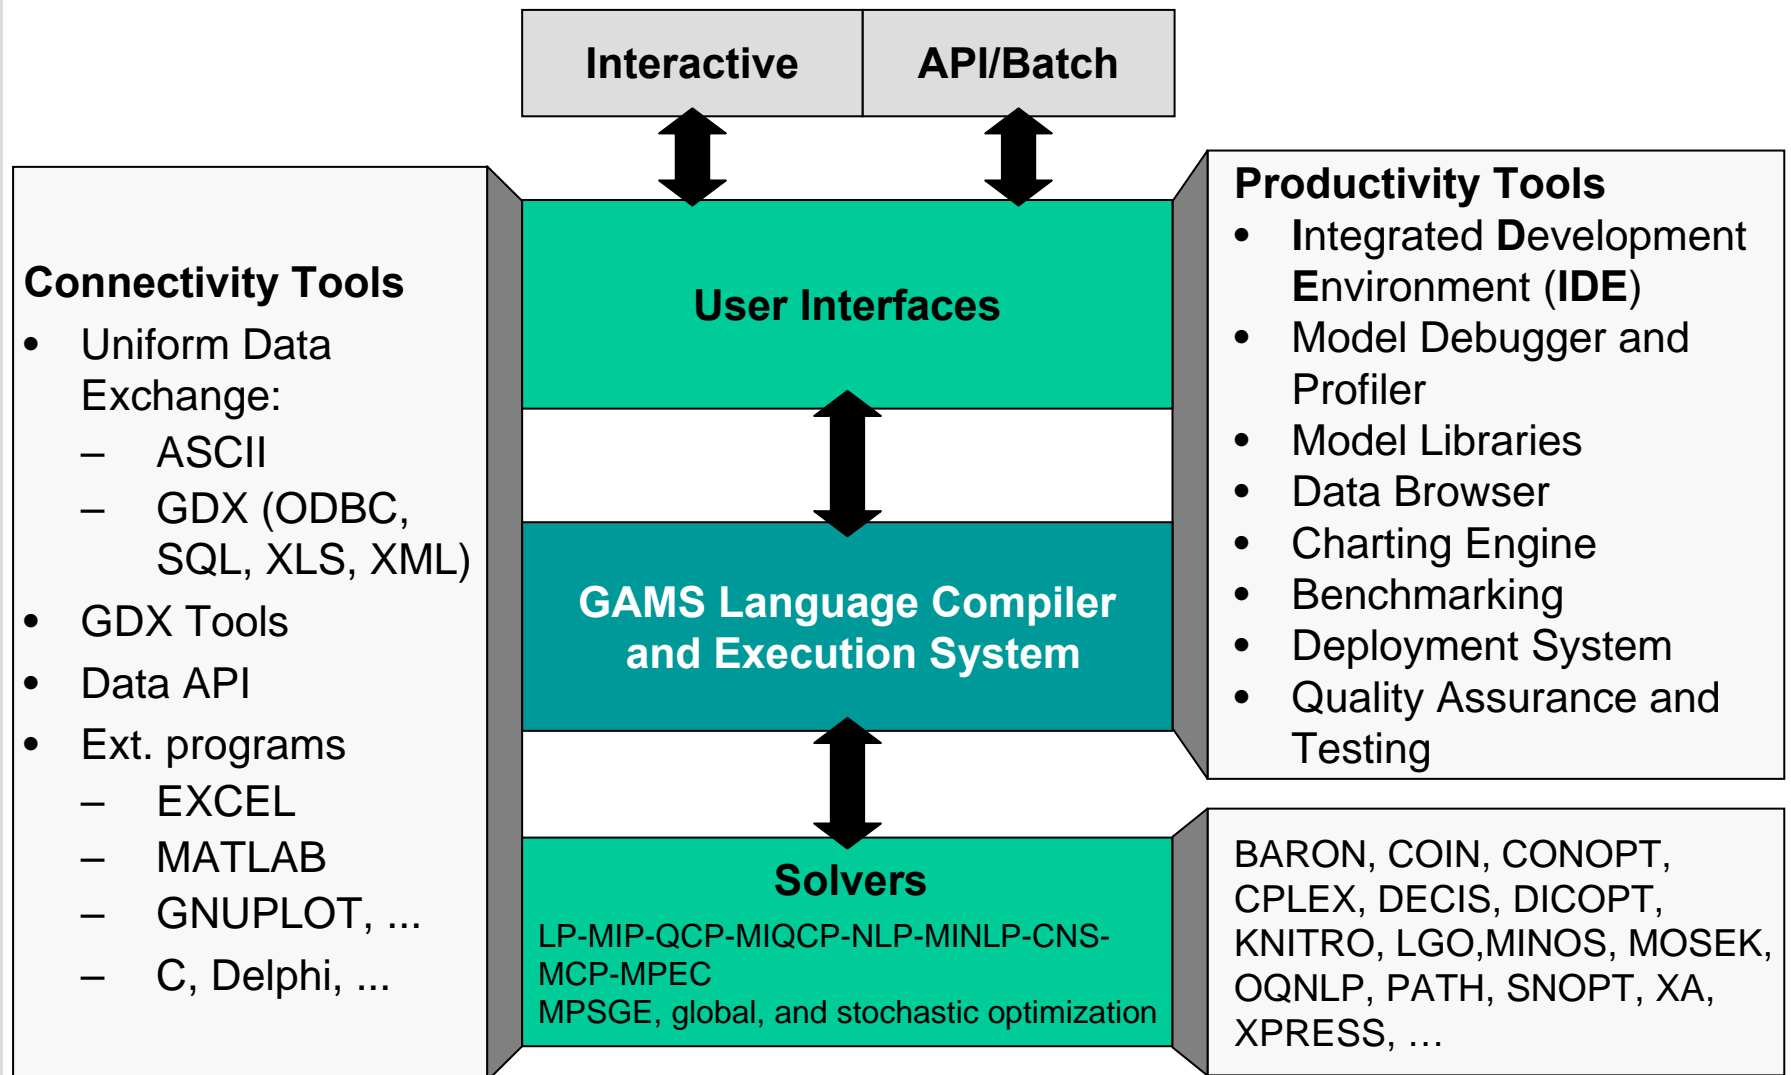 Interactive
API/Batch
Connectivity Tools
• Uniform Data
Exchange:
– ASCII
– GDX (ODBC,
SQL, XLS, XML)
• GDX Tools
• Data API
• Ext. programs
– EXCEL
– MATLAB
– GNUPLOT, ...
– C, Delphi, ...
User Interfaces
GAMS Language Compiler
and Execution System
Solvers
LP-MIP-QCP-MIQCP-NLP-MINLP-CNS-
MCP-MPEC
MPSGE, global, and stochastic optimization
Productivity Tools
• Integrated Development
Environment (IDE)
• Model Debugger and
Profiler
• Model Libraries
• Data Browser
• Charting Engine
• Benchmarking
• Deployment System
• Quality Assurance and
Testing
BARON, COIN, CONOPT,
CPLEX, DECIS, DICOPT,
KNITRO, LGO,MINOS, MOSEK,
OQNLP, PATH, SNOPT, XA,
XPRESS, …